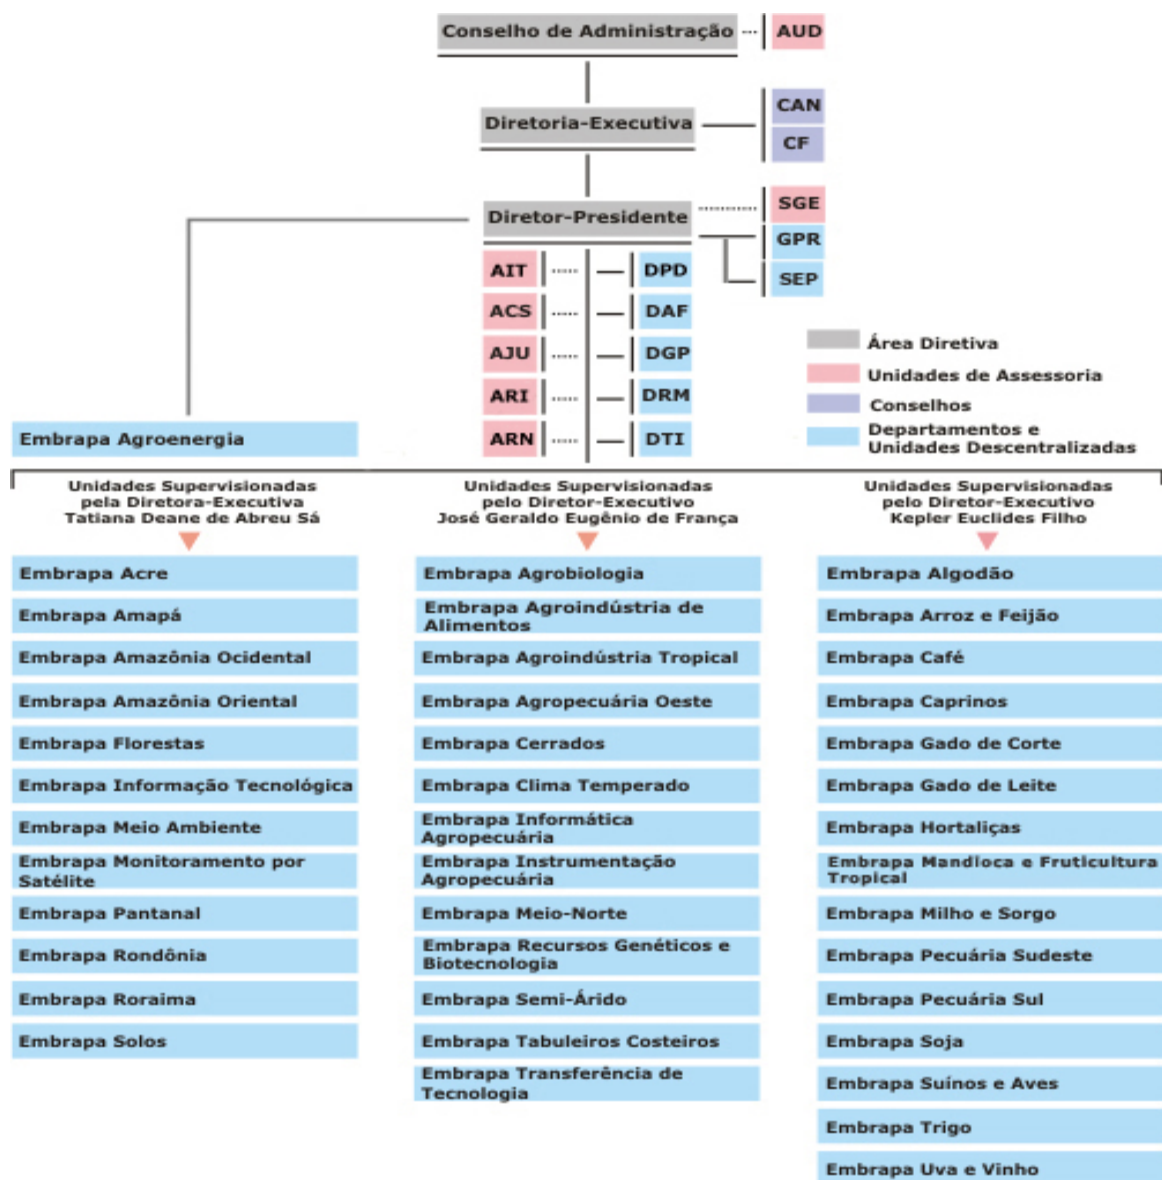 Conselho de Administração
AUD
Diretoria-Executiva
CAN
CF
Diretor-Presidente
SGE
GPR
SEP
AIT
DPD
ACS
DAF
AJU
DGP
ARI
DRM
ARN
DTI
Área Diretiva
Unidades de Assessoria
Conselhos
Departamentos e
Unidades Descentralizadas
Embrapa Agroenergia
Unidades Supervisionadas
pela Diretora-Executiva
Tatiana Deane de Abreu Sá
Embrapa Acre
Embrapa Amapá
Embrapa Amazônia Ocidental
Embrapa Amazônia Oriental
Embrapa Florestas
Embrapa Informação Tecnológica
Embrapa Meio Ambiente
Embrapa Monitoramento por
Satélite
Embrapa Pantanal
Embrapa Rondônia
Embrapa Roraima
Embrapa Solos
Unidades Supervisionadas
pelo Diretor-Executivo
José Geraldo Eugênio de França
Embrapa Agrobiologia
Embrapa Agroindústria de
Alimentos
Embrapa Agroindústria Tropical
Embrapa Agropecuária Oeste
Embrapa Cerrados
Embrapa Clima Temperado
Embrapa Informática
Agropecuária
Embrapa Instrumentação
Agropecuária
Embrapa Meio-Norte
Embrapa Recursos Genéticos e
Biotecnologia
Embrapa Semi-Árido
Embrapa Tabuleiros Costeiros
Embrapa Transferência de
Tecnologia
Unidades Supervisionadas
pelo Diretor-Executivo
Kepler Euclides Filho
Embrapa Algodão
Embrapa Arroz e Feijão
Embrapa Café
Embrapa Caprinos
Embrapa Gado de Corte
Embrapa Gado de Leite
Embrapa Hortaliças
Embrapa Mandioca e Fruticultura
Tropical
Embrapa Milho e Sorgo
Embrapa Pecuária Sudeste
Embrapa Pecuária Sul
Embrapa Soja
Embrapa Suínos e Aves
Embrapa Trigo
Embrapa Uva e Vinho